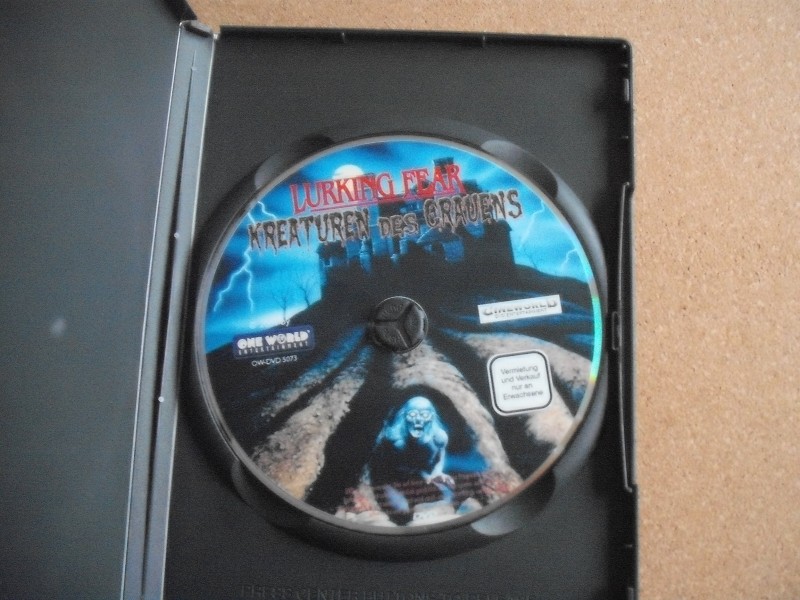 LURKING FEAR
KREATUREN DES GRAUENS
ONE WORLD
ENTERTAINMENT
OW-DVD 5073
CINEWORLD
Vermietung
und Verkauf
nur an
Erwachsene